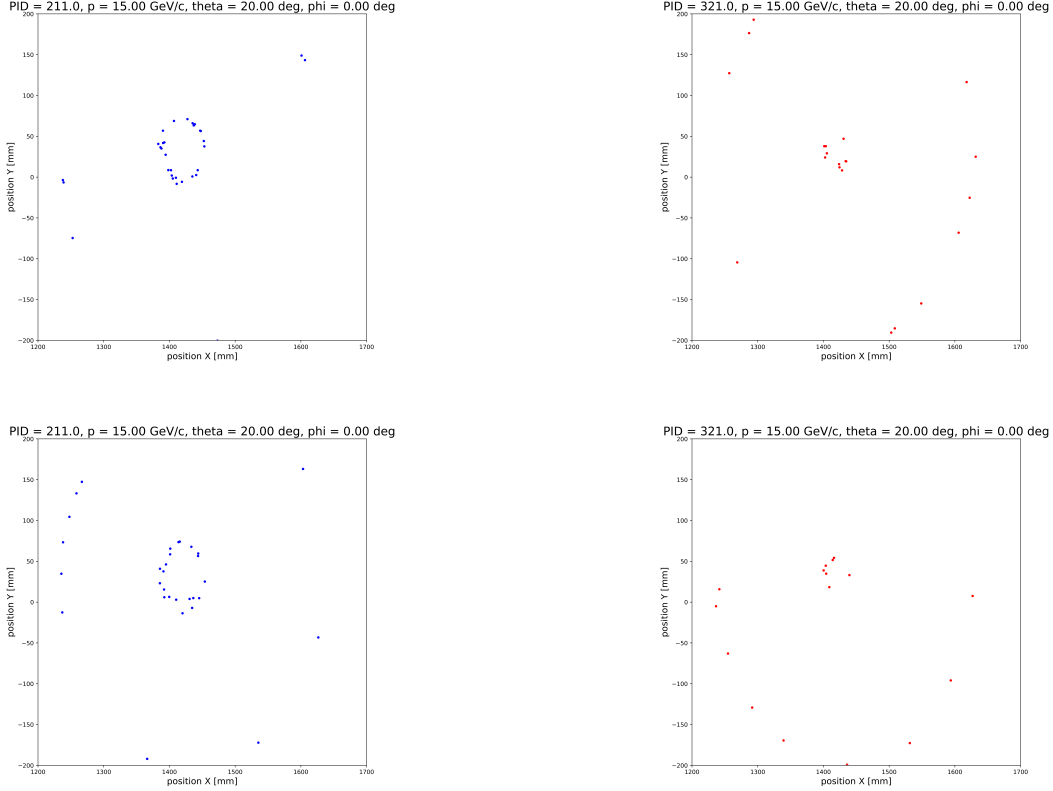 PID = 211.0, p = 15.00 GeV/c, theta = 20.00 deg, phi = 0.00 deg
200
150
100
50
0
−50
−100
−150
−200
position Y [mm]
1200 1300 1400 1500 1600 1700
position X [mm]
PID = 321.0, p = 15.00 GeV/c, theta = 20.00 deg, phi = 0.00 deg
200
150
100
50
0
−50
−100
−150
−200
position Y [mm]
1200 1300 1400 1500 1600 1700
position X [mm]
PID = 211.0, p = 15.00 GeV/c, theta = 20.00 deg, phi = 0.00 deg
200
150
100
50
0
−50
−100
−150
−200
position Y [mm]
1200 1300 1400 1500 1600 1700
position X [mm]
PID = 321.0, p = 15.00 GeV/c, theta = 20.00 deg, phi = 0.00 deg
200
150
100
50
0
−50
−100
−150
−200
position Y [mm]
1200 1300 1400 1500 1600 1700
position X [mm]